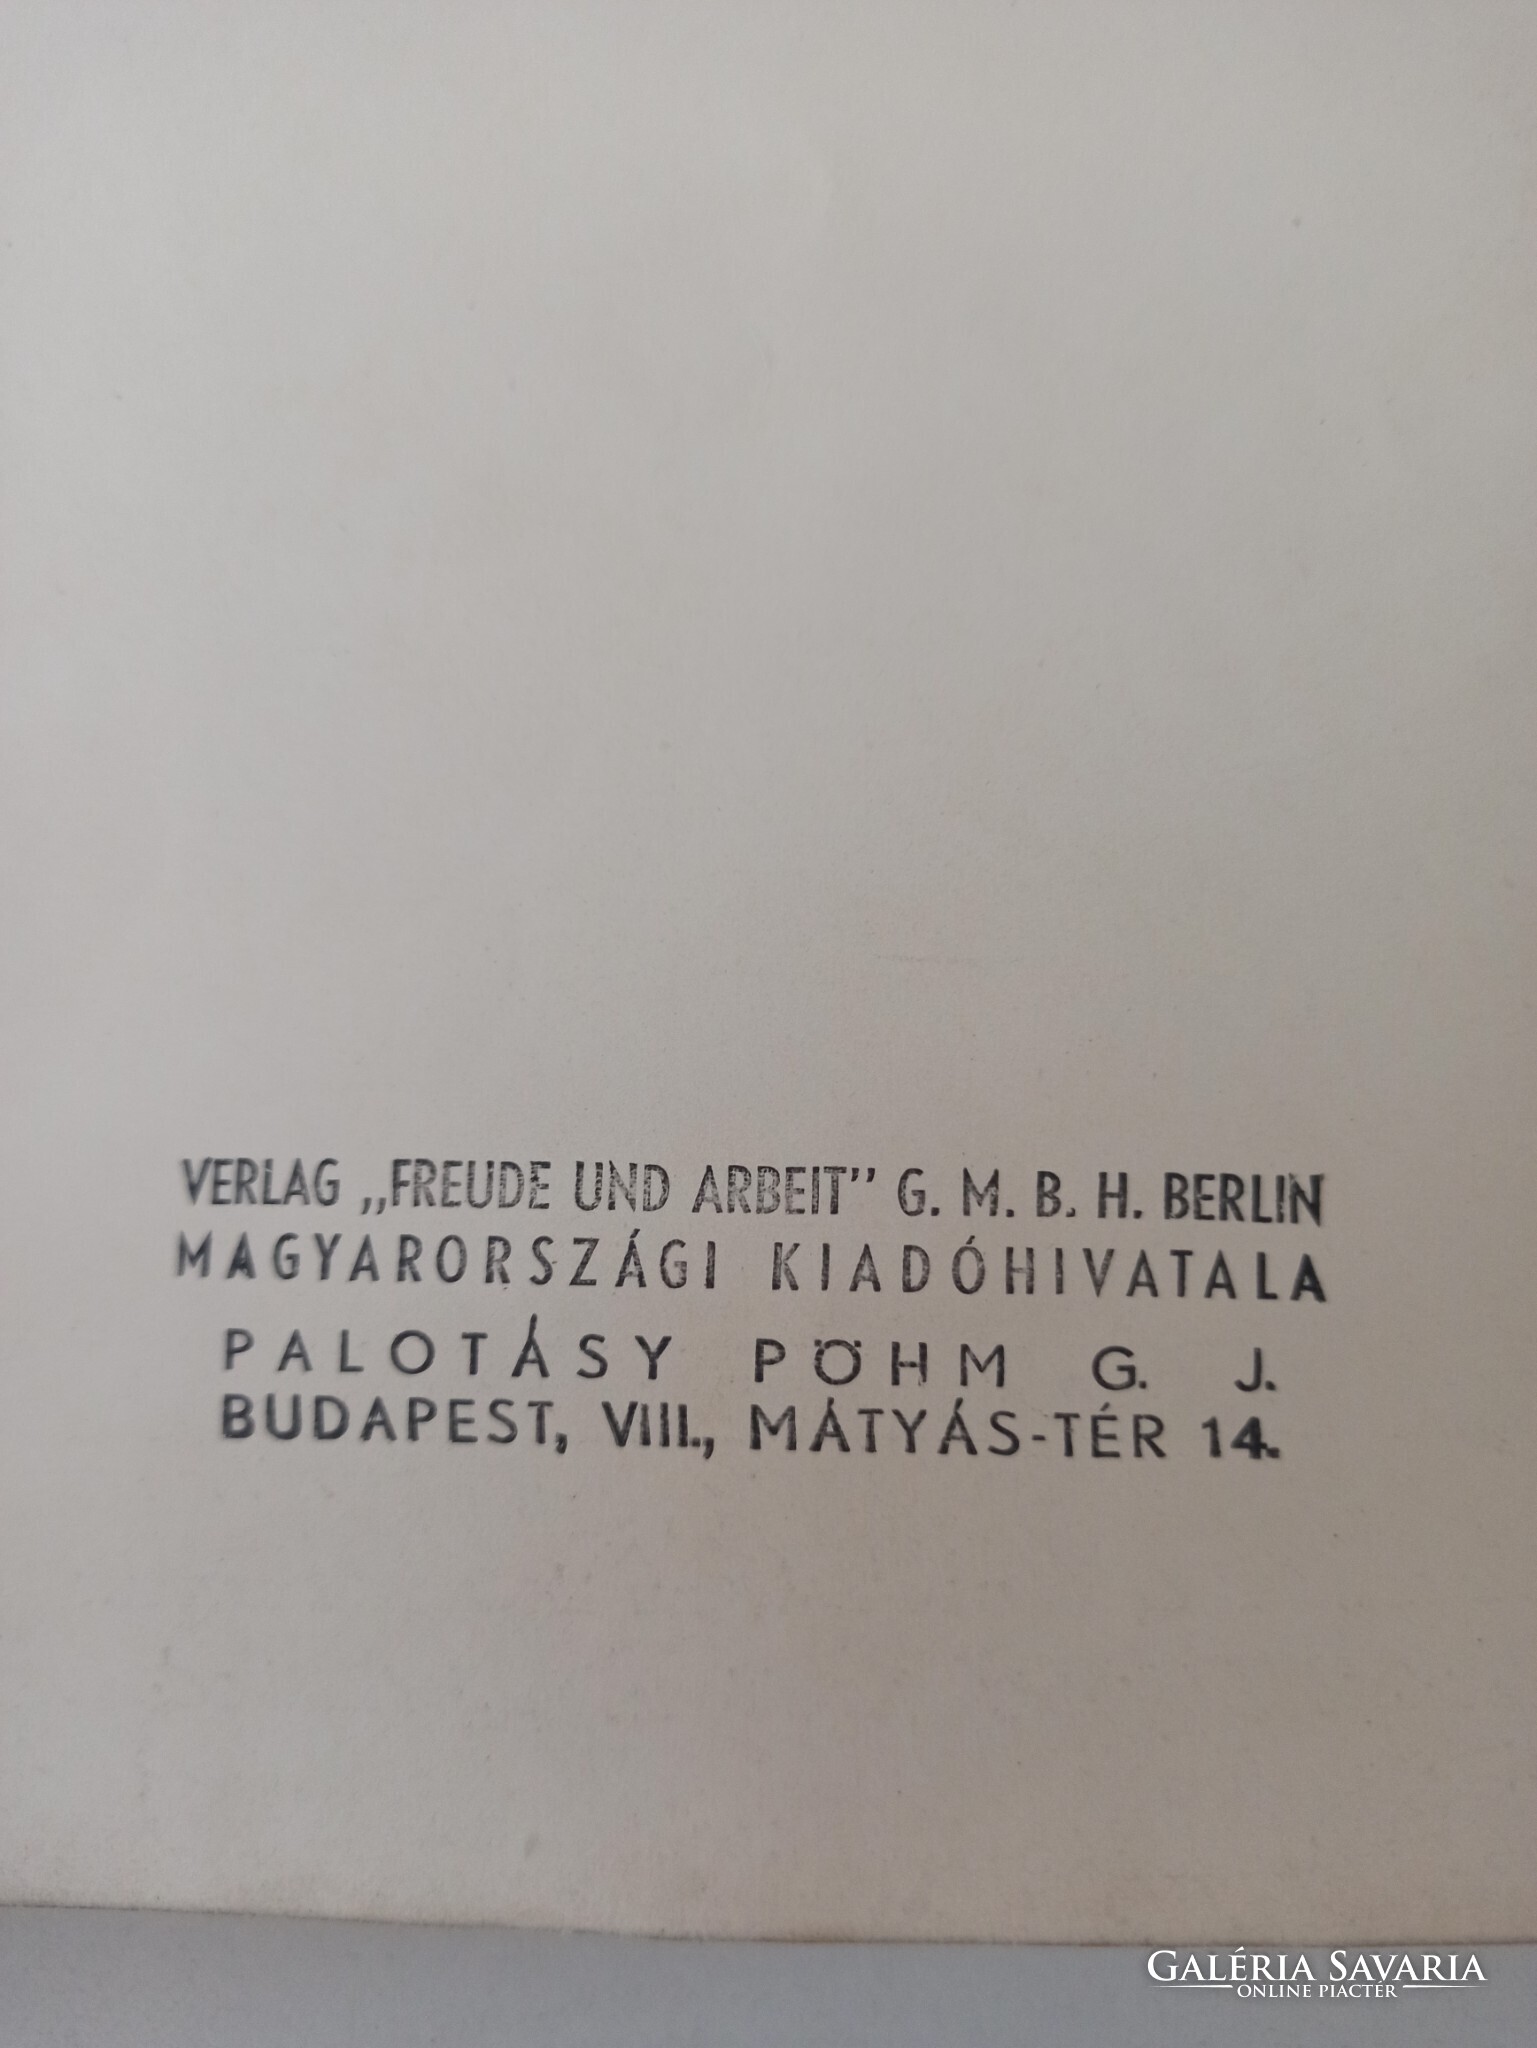 VERLAG „FREUDE UND ARBEIT” G. M. B. H. BERLIN
MAGYARORSZÁGI KIADÓHIVATALA
PALOTÁSY PÖHM G. J.
BUDAPEST, VIII., MÁTYÁS-TÉR 14.
GALÉRIA SAVARIA
ONLINE PIACTÉR